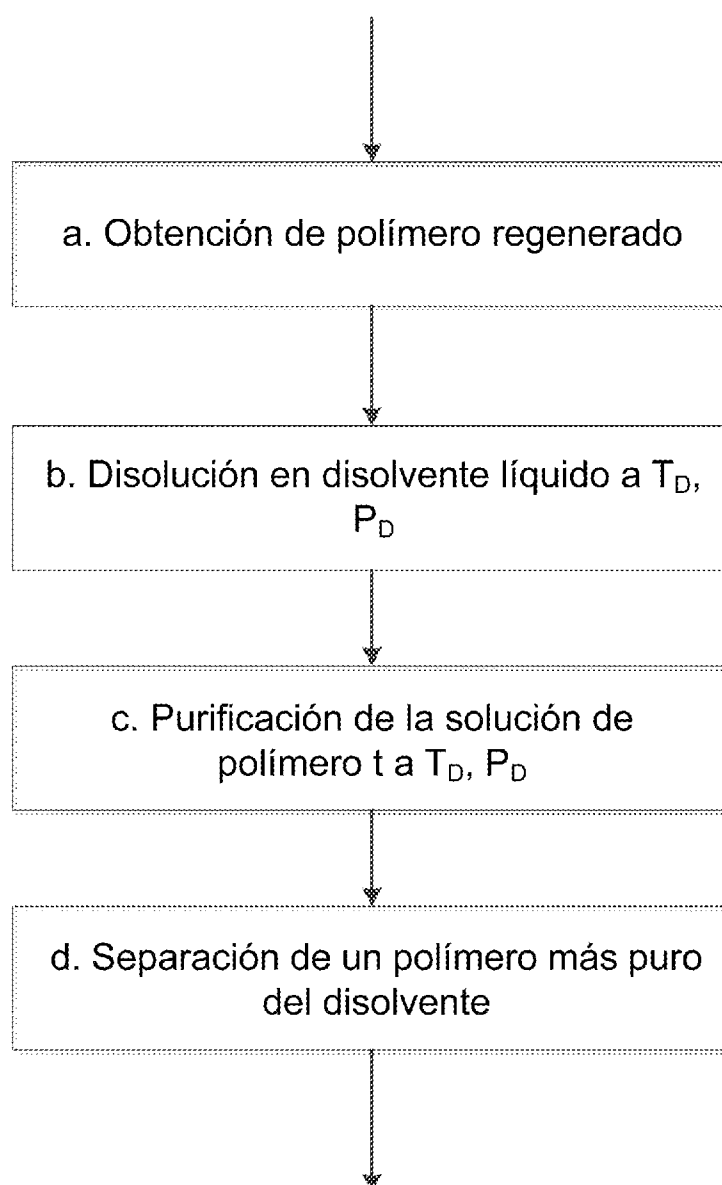 a. Obtención de polímero regenerado
b. Disolución en disolvente líquido a T_D,
P_D
c. Purificación de la solución de
polímero t a T_D, P_D
d. Separación de un polímero más puro
del disolvente